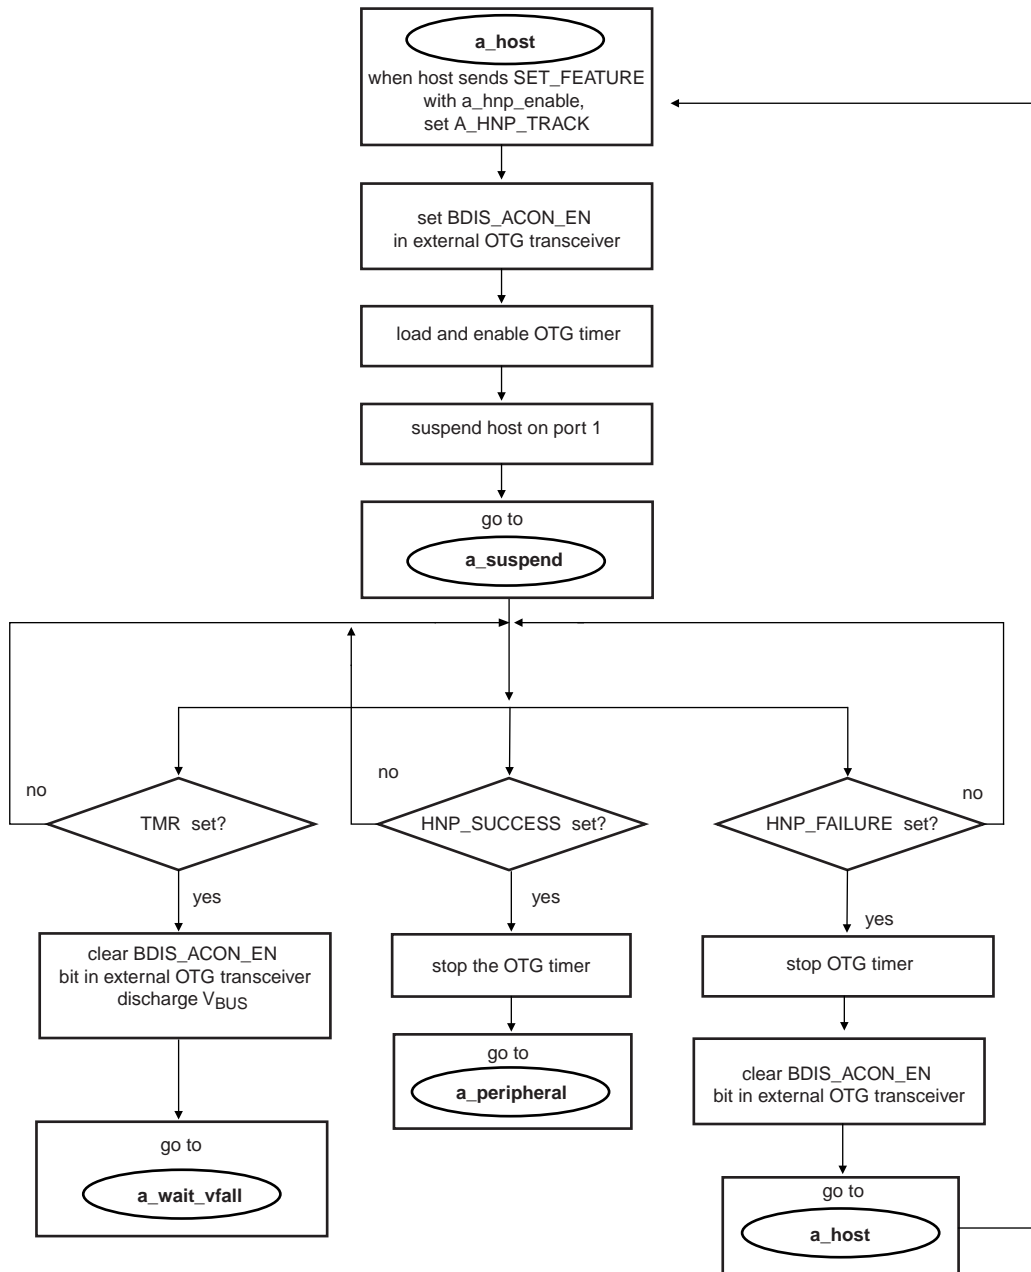 a_host
when host sends SET_FEATURE
with a_hnp_enable,
set A_HNP_TRACK
set BDIS_ACON_EN
in external OTG transceiver
load and enable OTG timer
suspend host on port 1
go to
a_suspend
no
TMR set?
yes
no
HNP_SUCCESS set?
yes
no
HNP_FAILURE set?
yes
clear BDIS_ACON_EN
bit in external OTG transceiver
discharge VBUS
go to
a_wait_vfall
stop the OTG timer
go to
a_peripheral
stop OTG timer
clear BDIS_ACON_EN
bit in external OTG transceiver
go to
a_host